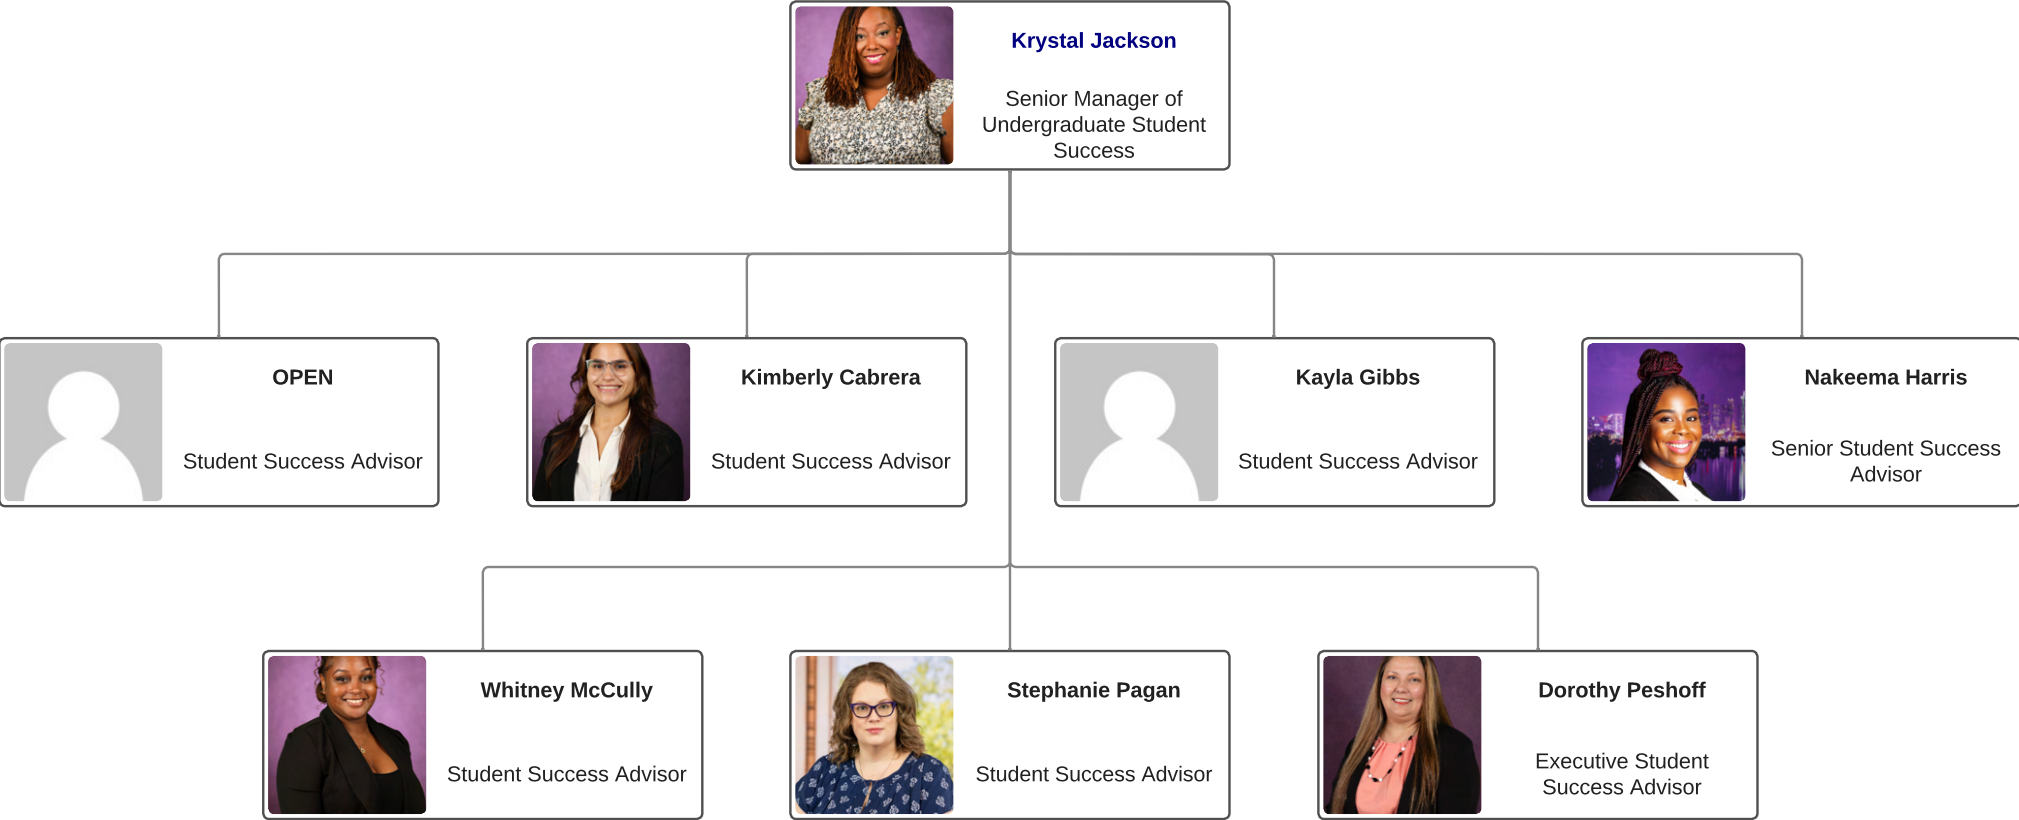 Krystal Jackson
Senior Manager of
Undergraduate Student
Success
OPEN
Student Success Advisor
Kimberly Cabrera
Student Success Advisor
Kayla Gibbs
Student Success Advisor
Nakeema Harris
Senior Student Success
Advisor
Whitney McCully
Student Success Advisor
Stephanie Pagan
Student Success Advisor
Dorothy Peshoff
Executive Student
Success Advisor